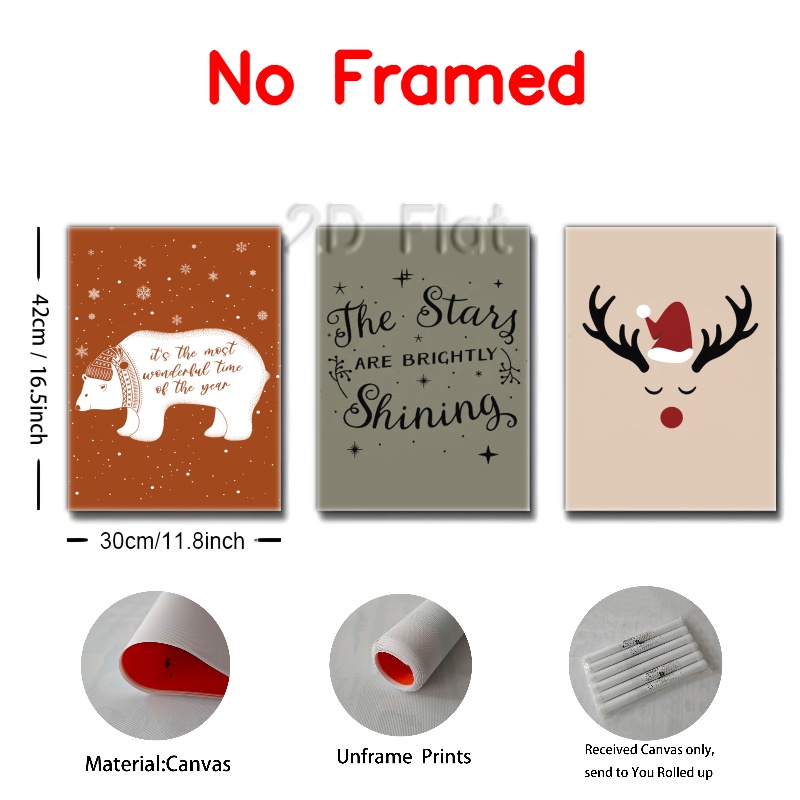 No Framed
2.D Flat
42cm / 16.5inch
it's the most
wonderful time
of the year
The Stars
ARE BRIGHTLY
Shining
30cm/11.8inch
Material:Canvas
Unframe Prints
Received Canvas only,
send to You Rolled up